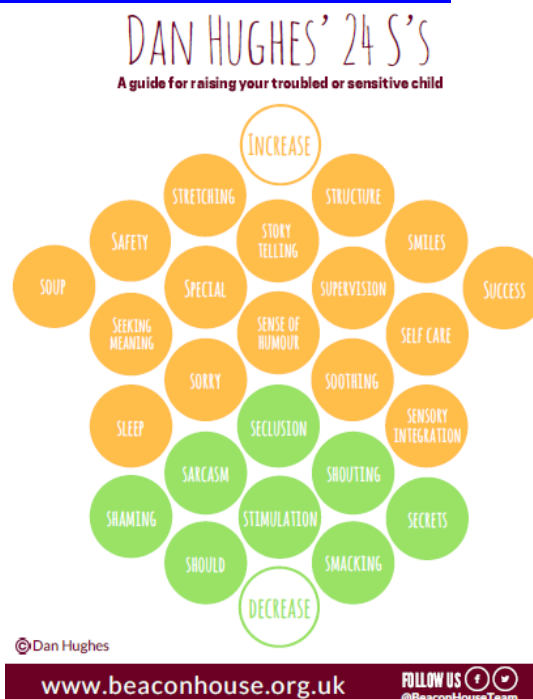 DAN HUGHES' 24 S'S
A guide for raising your troubled or sensitive child
INCREASE
STRETCHING
STRUCTURE
SAFETY
STORY
TELLING
SMILES
SOUP
SPECIAL
SUPERVISION
SUCCESS
SEEKING
MEANING
SENSE OF
HUMOUR
SELF CARE
SORRY
SOOTHING
SLEEP
SECLUSION
SENSORY
INTEGRATION
SARCASM
SHOUTING
SHAMING
STIMULATION
SECRETS
SHOULD
SMACKING
DECREASE
©Dan Hughes
www.beaconhouse.org.uk
FOLLOW US
@BeaconHouseTeam